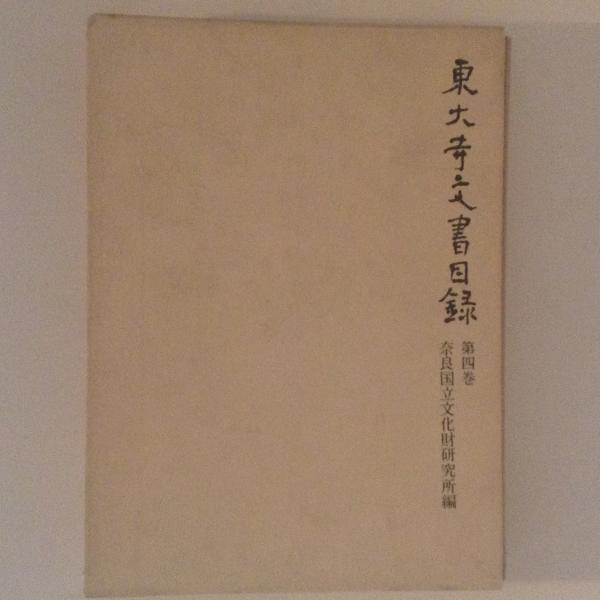 東大寺文書目録
第四巻
奈良国立文化財研究所編